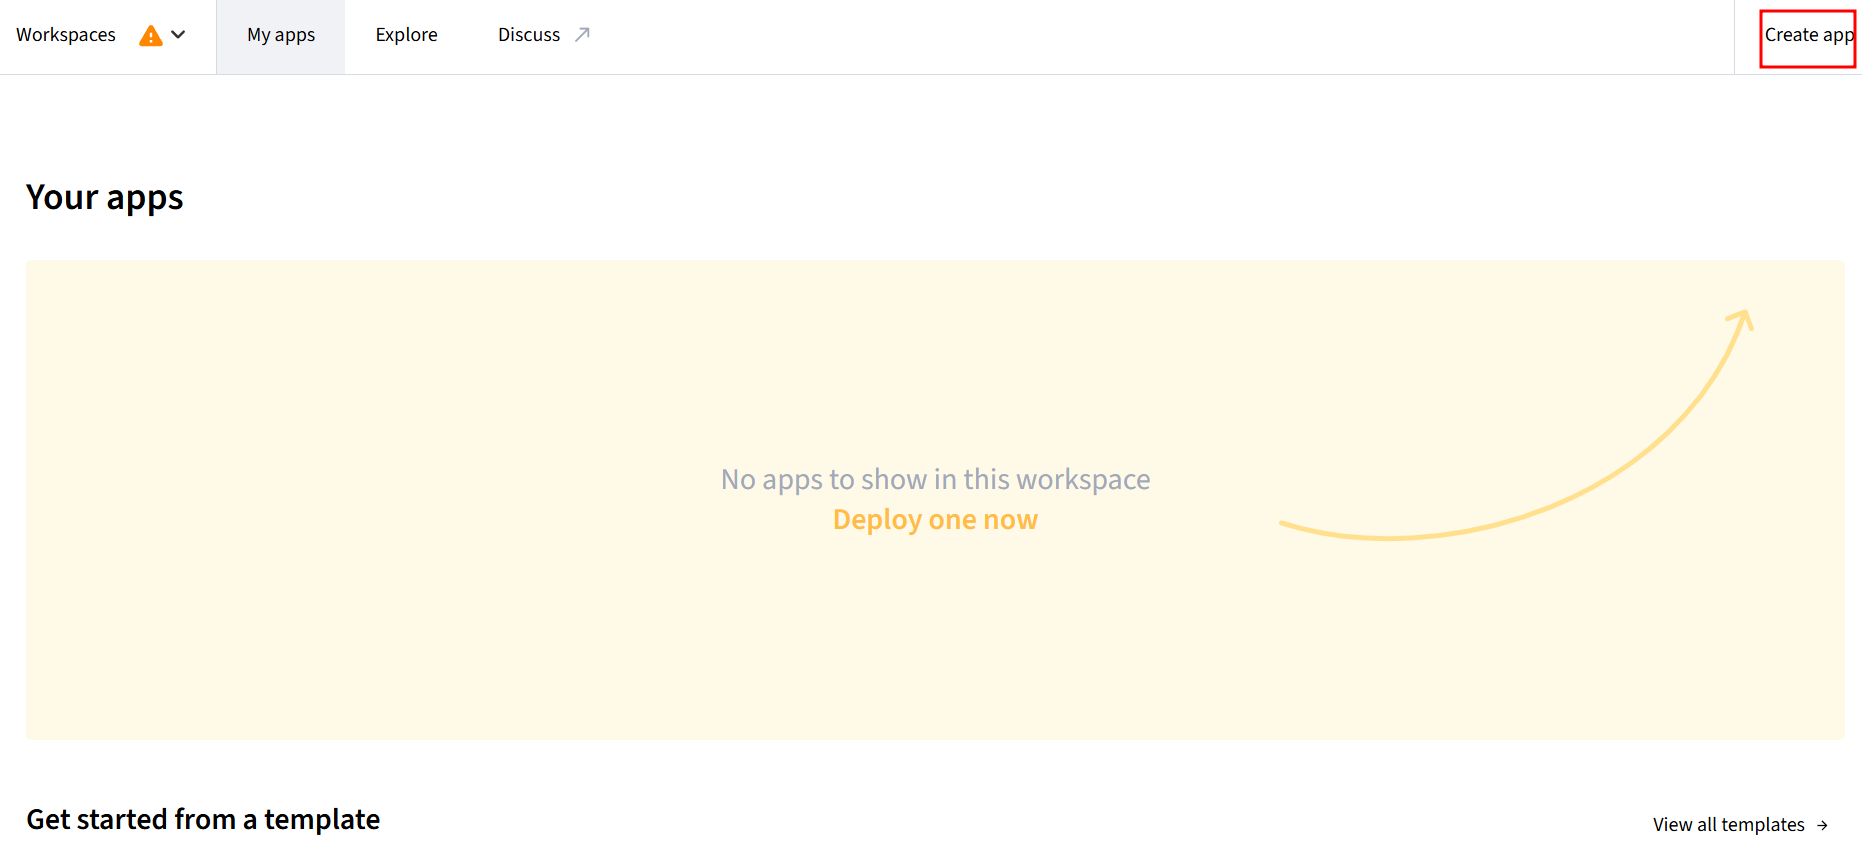 Workspaces My apps Explore Discuss Create app
Your apps
No apps to show in this workspace
Deploy one now
Get started from a template
View all templates →